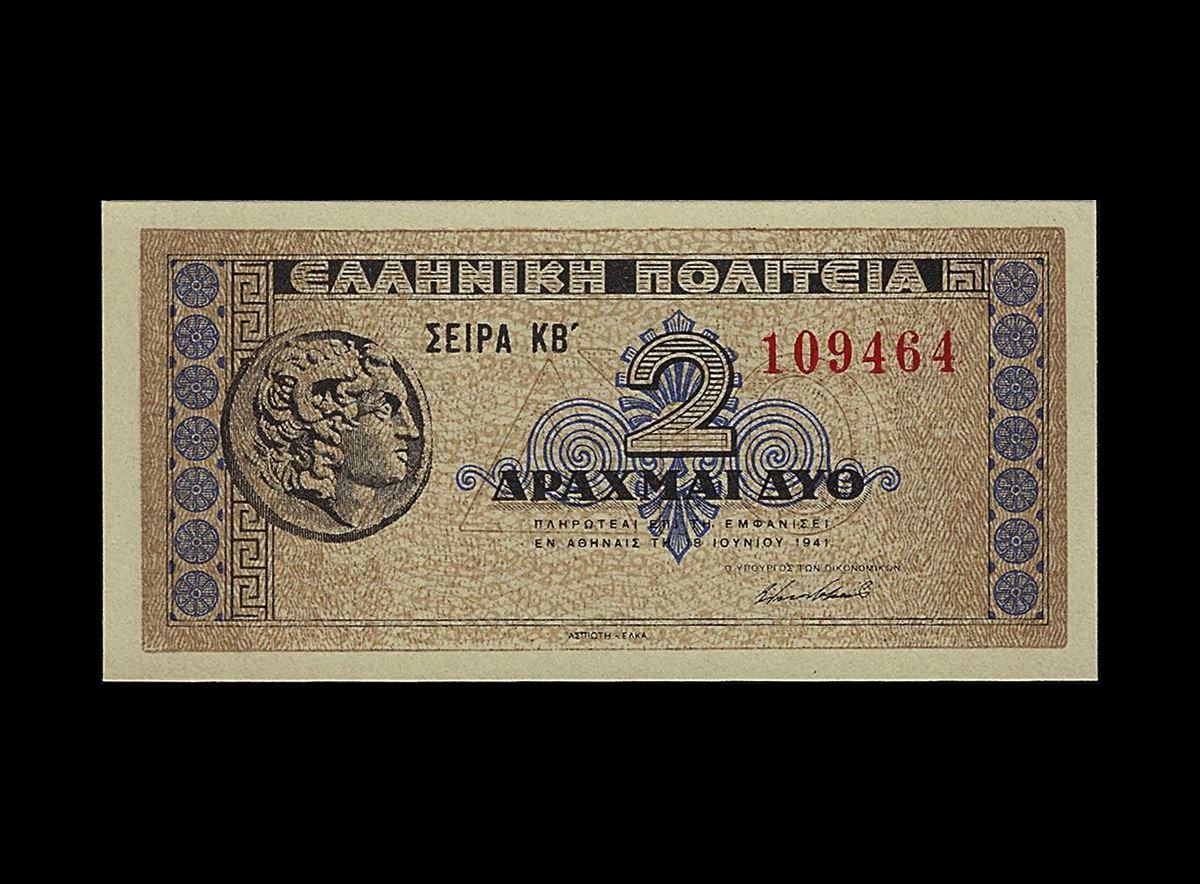 ΕΛΛΗΝΙΚΗ ΠΟΛΙΤΕΙΑ
ΣΕΙΡΑ ΚΒ΄
109464
2
ΔΡΑΧΜΑΙ ΔΥΟ
ΠΛΗΡΩΤΕΑΙ ΕΠΙ ΤΗ ΕΜΦΑΝΙΣΕΙ
ΕΝ ΑΘΗΝΑΙΣ ΤΗ 18 ΙΟΥΝΙΟΥ 1941
Ο ΥΠΟΥΡΓΟΣ ΤΩΝ ΟΙΚΟΝΟΜΙΚΩΝ
ΑΣΠΙΩΤΗ - ΕΛΚΑ